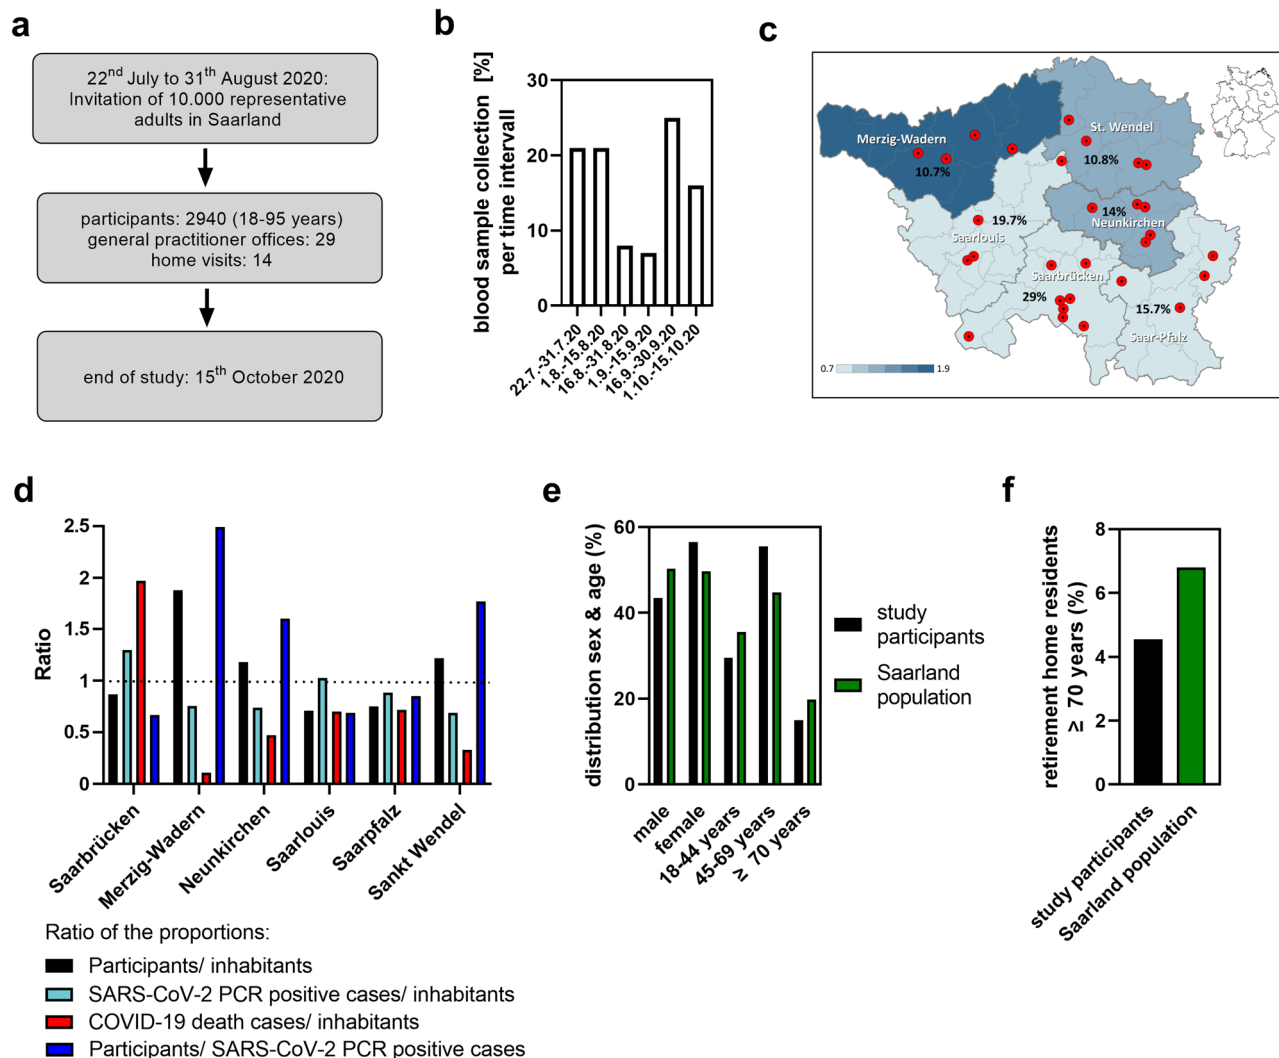 a
22nd July to 31th August 2020:
Invitation of 10.000 representative
adults in Saarland
participants: 2940 (18-95 years)
general practitioner offices: 29
home visits: 14
end of study: 15th October 2020
b
blood sample collection [%]
per time intervall
30
20
10
0
22.7.-31.7.20
1.8.-15.8.20
16.8.-31.8.20
1.9.-15.9.20
16.9.-30.9.20
1.10.-15.10.20
c
Merzig-Wadern
10.7%
St. Wendel
10.8%
14%
Neunkirchen
19.7%
Saarlouis
Saarbrücken
29%
15.7%
Saar-Pfalz
0.7
1.9
d
Ratio
2.5
2
1.5
1
0.5
0
Saarbrücken
Merzig-Wadern
Neunkirchen
Saarlouis
Saarpfalz
Sankt Wendel
Ratio of the proportions:
Participants/ inhabitants
SARS-CoV-2 PCR positive cases/ inhabitants
COVID-19 death cases/ inhabitants
Participants/ SARS-CoV-2 PCR positive cases
e
distribution sex & age (%)
60
40
20
0
male
female
18-44 years
45-69 years
≥ 70 years
study
participants
Saarland
population
f
retirement home residents
≥ 70 years (%)
8
6
4
2
0
study participants
Saarland population